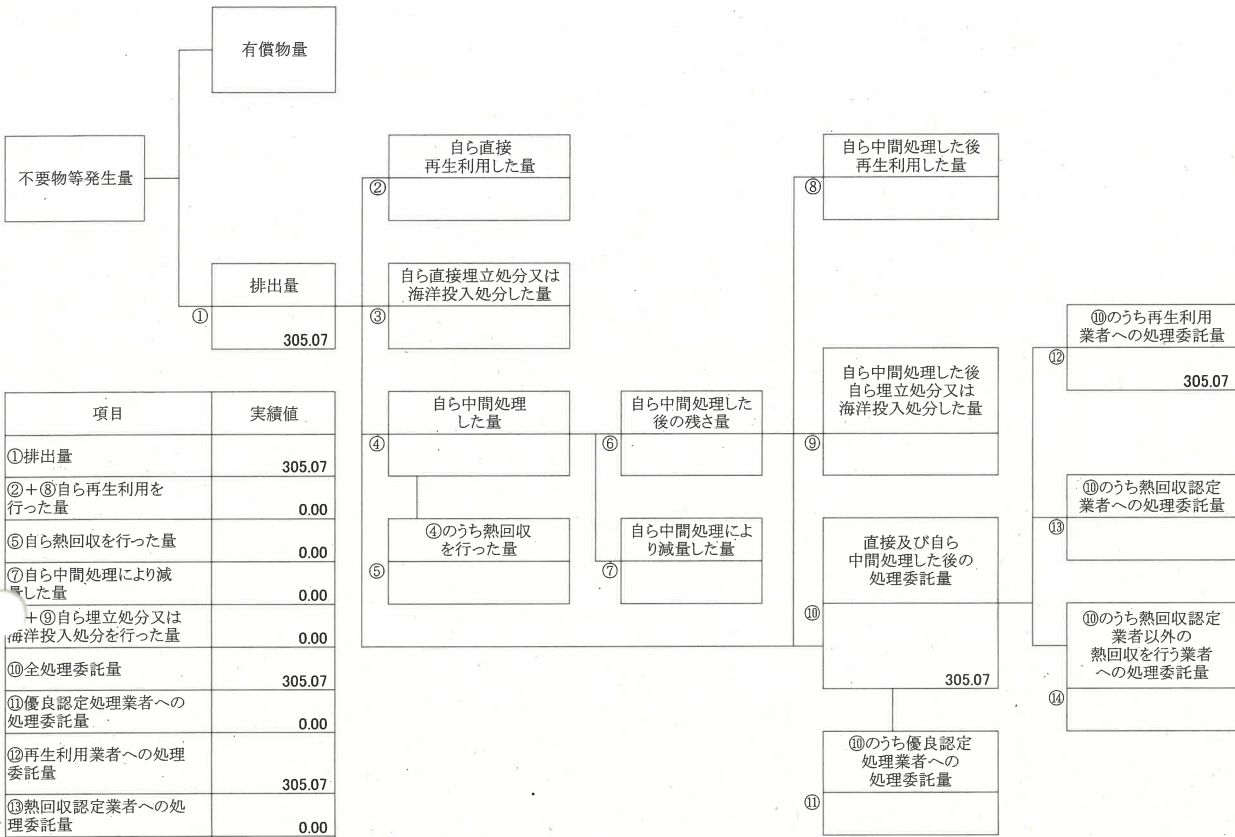 有償物量
不要物等発生量
排出量
①
305.07
自ら直接
再生利用した量
②
自ら直接埋立処分又は
海洋投入処分した量
③
自ら中間処理
した量
④
④のうち熱回収
を行った量
⑤
自ら中間処理した
後の残さ量
⑥
自ら中間処理によ
り減量した量
⑦
自ら中間処理した後
再生利用した量
⑧
自ら中間処理した後
自ら埋立処分又は
海洋投入処分した量
⑨
直接及び自ら
中間処理した後の
処理委託量
⑩
305.07
⑩のうち優良認定
処理業者への
処理委託量
⑪
⑩のうち再生利用
業者への処理委託量
⑫
305.07
⑩のうち熱回収認定
業者への処理委託量
⑬
⑩のうち熱回収認定
業者以外の
熱回収を行う業者
への処理委託量
⑭
項目 実績値
①排出量 305.07
②+⑧自ら再生利用を
行った量 0.00
⑤自ら熱回収を行った量 0.00
⑦自ら中間処理により減
量した量 0.00
+⑨自ら埋立処分又は
海洋投入処分を行った量 0.00
⑩全処理委託量 305.07
⑪優良認定処理業者への
処理委託量 0.00
⑫再生利用業者への処理
委託量 305.07
⑬熱回収認定業者への処
理委託量 0.00